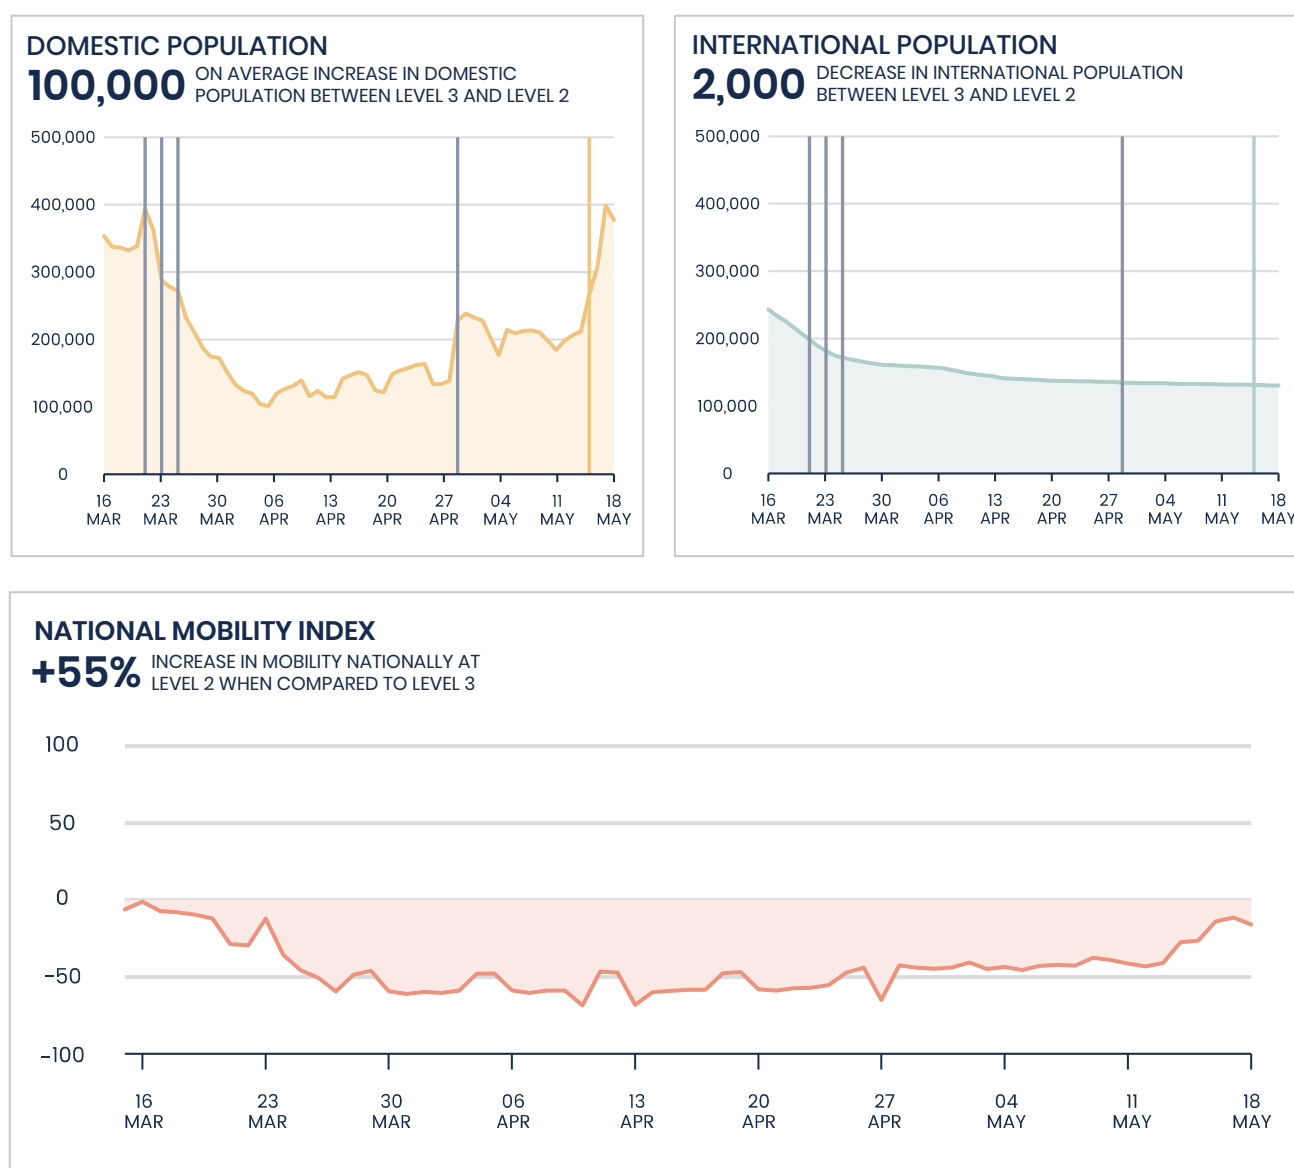 DOMESTIC POPULATION
100,000 ON AVERAGE INCREASE IN DOMESTIC
POPULATION BETWEEN LEVEL 3 AND LEVEL 2
500,000
400,000
300,000
200,000
100,000
0
16 23 30 06 13 20 27 04 11 18
MAR MAR MAR APR APR APR APR MAY MAY MAY
INTERNATIONAL POPULATION
2,000 DECREASE IN INTERNATIONAL POPULATION
BETWEEN LEVEL 3 AND LEVEL 2
500,000
400,000
300,000
200,000
100,000
0
16 23 30 06 13 20 27 04 11 18
MAR MAR MAR APR APR APR APR MAY MAY MAY
NATIONAL MOBILITY INDEX
+55% INCREASE IN MOBILITY NATIONALLY AT
LEVEL 2 WHEN COMPARED TO LEVEL 3
100
50
0
-50
-100
16 23 30 06 13 20 27 04 11 18
MAR MAR MAR APR APR APR APR MAY MAY MAY